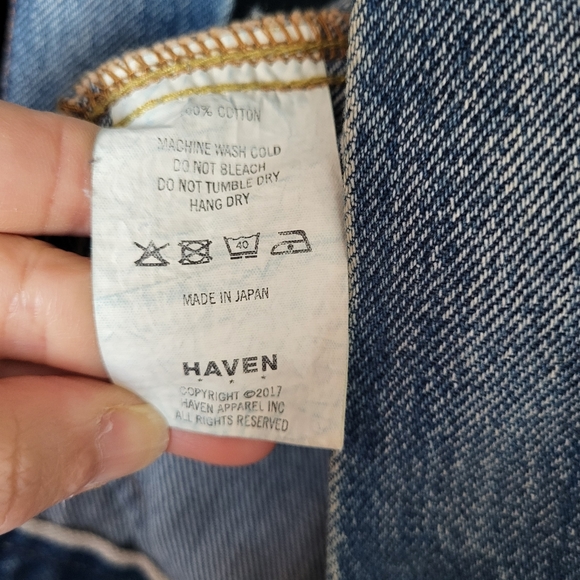 COTTON
MACHINE WASH COLD
DO NOT BLEACH
DO NOT TUMBLE DRY
HANG DRY
40
MADE IN JAPAN
HAVEN
COPYRIGHT ©2017
HAVEN APPAREL INC
ALL RIGHTS RESERVED